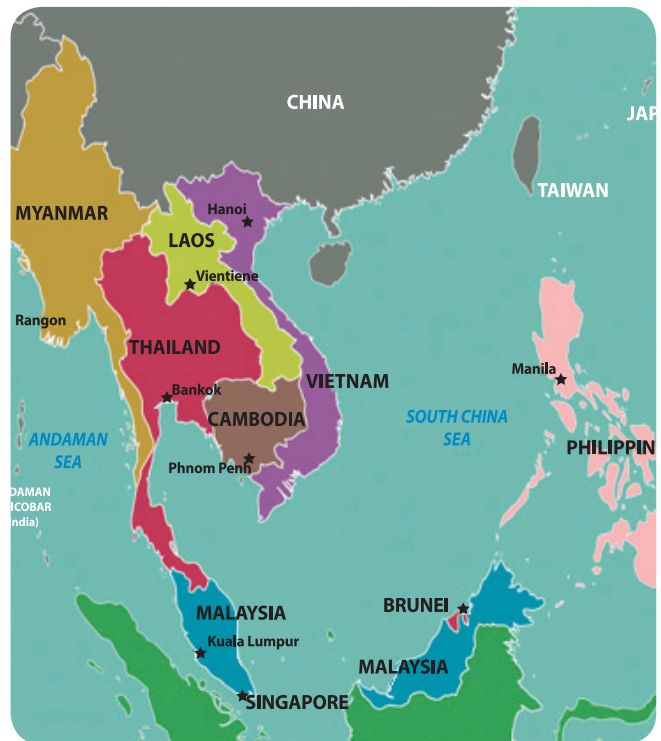 CHINA
JAP
TAIWAN
MYANMAR
Hanoi
LAOS
Vientiene
Rangon
THAILAND
Manila
VIETNAM
Bankok
CAMBODIA
SOUTH CHINA
SEA
ANDAMAN
SEA
PHILIPPIN
Phnom Penh
DAMAN
ICOBAR
India)
BRUNEI
MALAYSIA
Kuala Lumpur
MALAYSIA
SINGAPORE